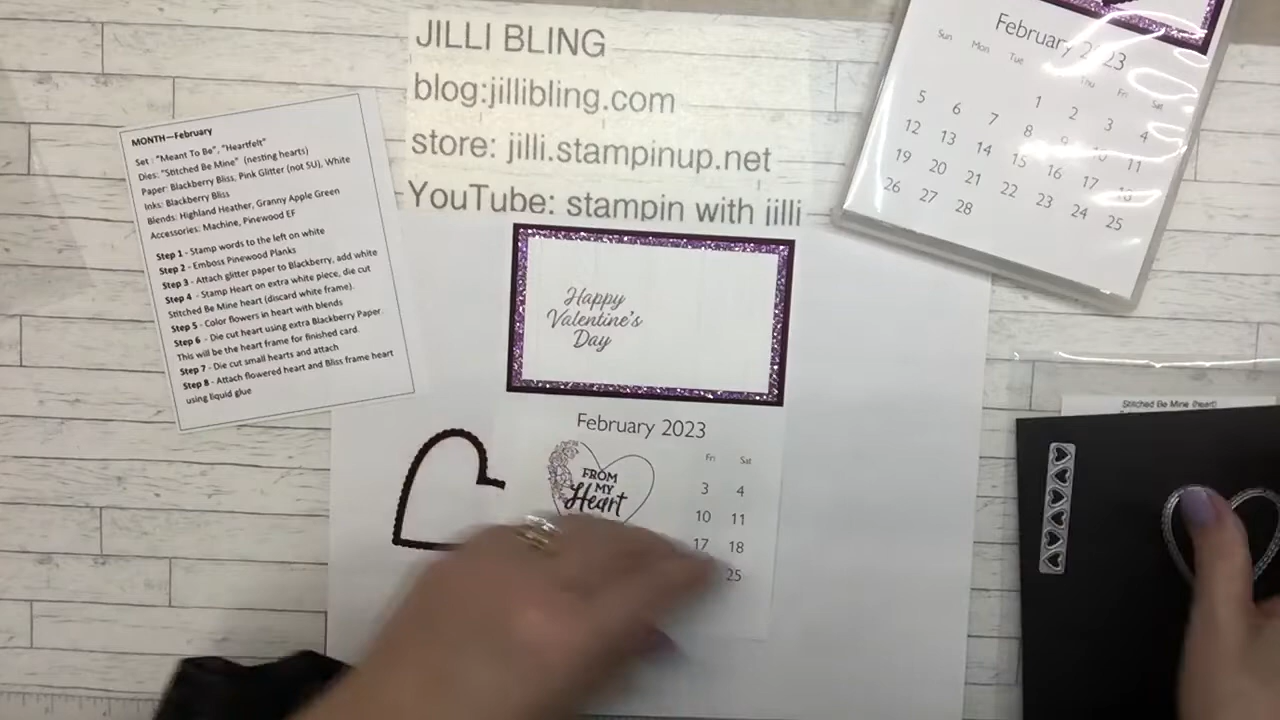 JILLI BLING
blog:jillibling.com
store: jilli.stampinup.net
YouTube: stampin with jilli
MONTH—February
Set : "Meant To Be", "Heartfelt"
Dies: "Stitched Be Mine" (nesting hearts)
Paper: Blackberry Bliss, Pink Glitter (not SU), White
Inks: Blackberry Bliss
Blends: Highland Heather, Granny Apple Green
Accessories: Machine, Pinewood EF
Step 1 - Stamp words to the left on white
Step 2 - Emboss Pinewood Planks
Step 3 - Attach glitter paper to Blackberry, add white
Step 4 - Stamp Heart on extra white piece, die cut
Stitched Be Mine heart (discard white frame).
Step 5 - Color flowers in heart with blends
Step 6 - Die cut heart using extra Blackberry Paper.
This will be the heart frame for finished card.
Step 7 - Die cut small hearts and attach
Step 8 - Attach flowered heart and Bliss frame heart
using liquid glue
February 2023
Sun Mon Tue Thu Fri Sat
1 2 3 4
5 6 7 8 9 10 11
12 13 14 15 16 17 18
19 20 21 22 23 24 25
26 27 28
Happy
Valentine's
Day
February 2023
Fri Sat
3 4
10 11
17 18
25
FROM
MY
Heart
Stitched Be Mine (heart)